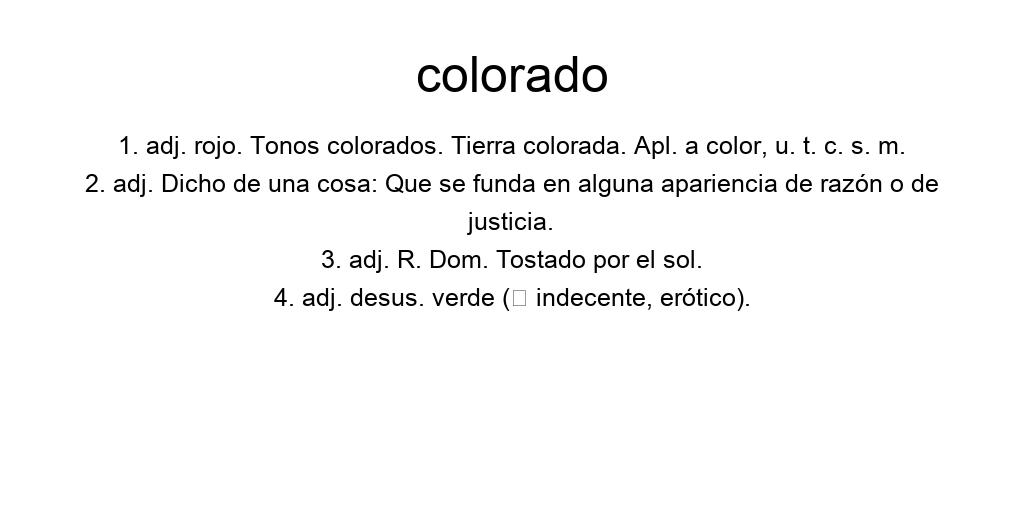 colorado
1. adj. rojo. Tonos colorados. Tierra colorada. Apl. a color, u. t. c. s. m.
2. adj. Dicho de una cosa: Que se funda en alguna apariencia de razón o de
justicia.
3. adj. R. Dom. Tostado por el sol.
4. adj. desus. verde (▯ indecente, erótico).